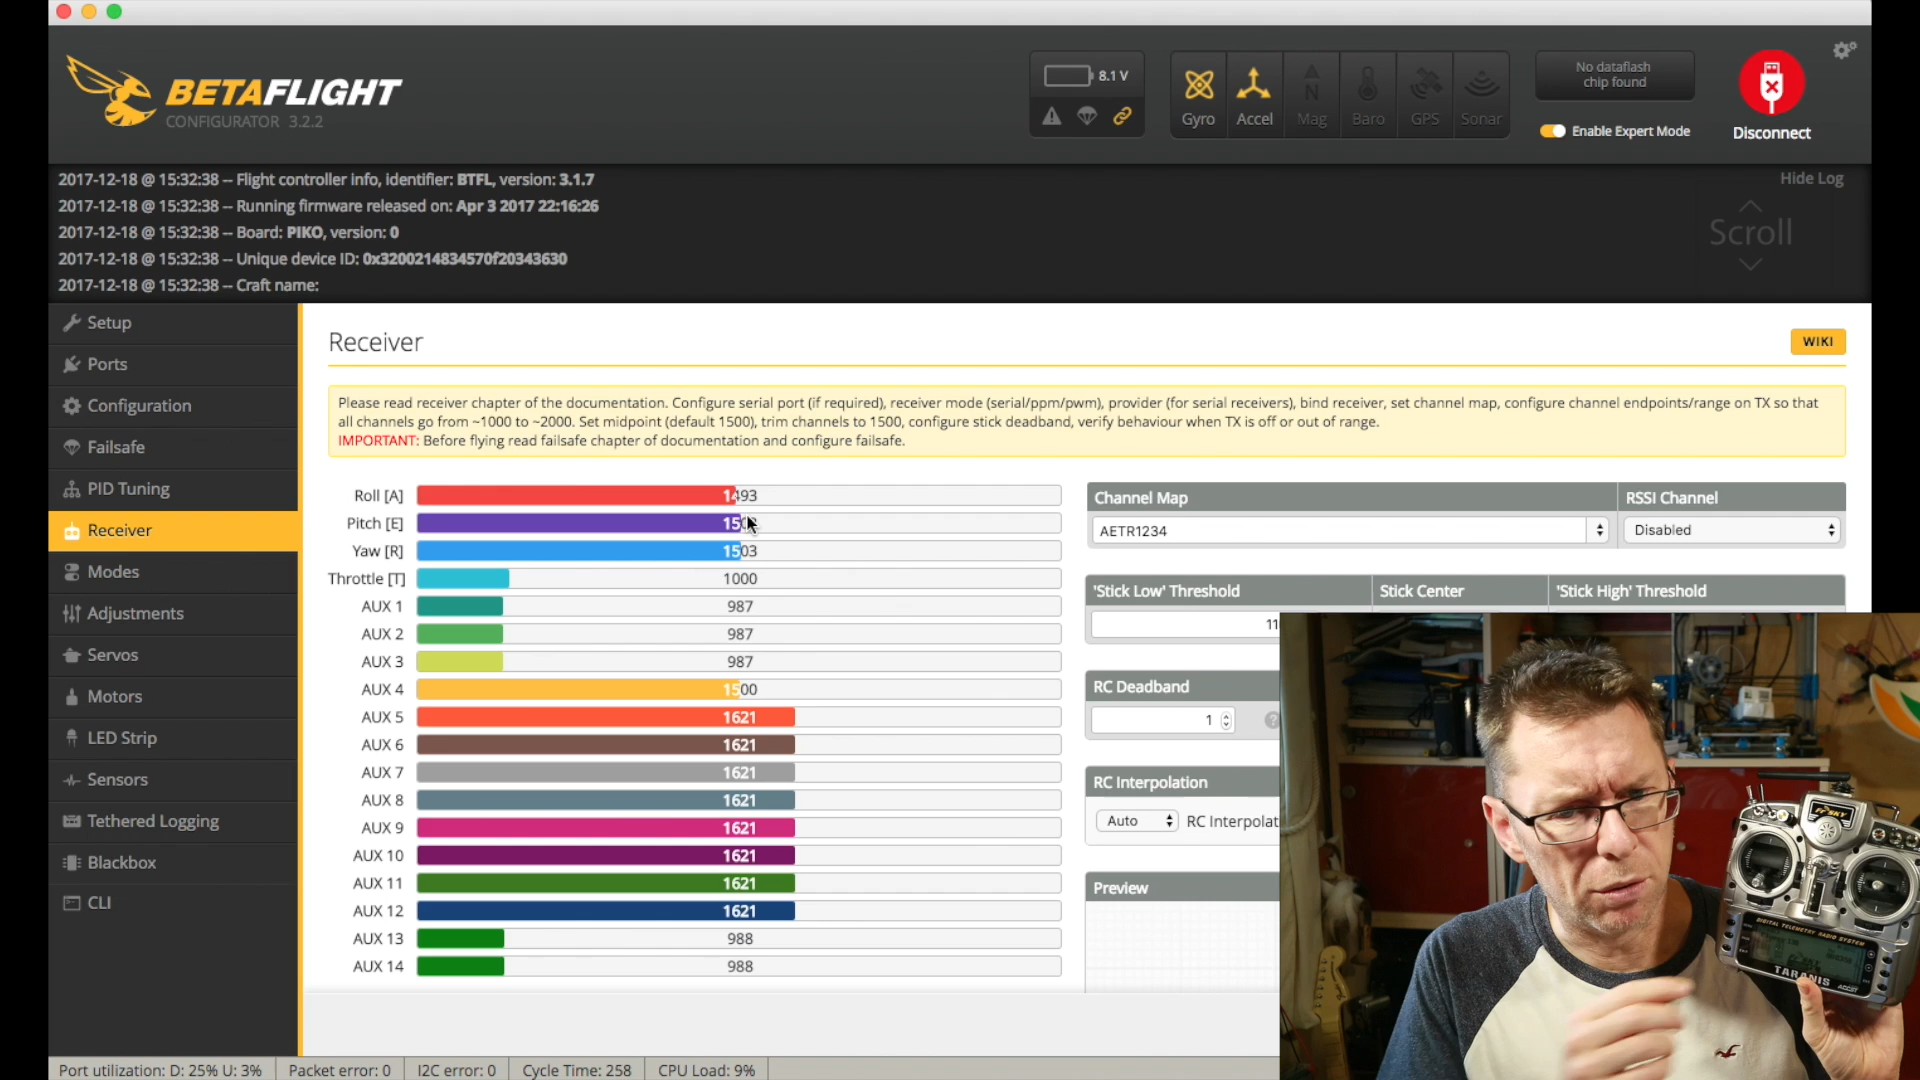 BETAFLIGHT
CONFIGURATOR 3.2.2
8.1 V
Gyro
Accel
Mag
Baro
GPS
Sonar
No dataflash
chip found
Enable Expert Mode
Disconnect
2017-12-18 @ 15:32:38 -- Flight controller info, identifier: BTFL, version: 3.1.7
2017-12-18 @ 15:32:38 -- Running firmware released on: Apr 3 2017 22:16:26
2017-12-18 @ 15:32:38 -- Board: PIKO, version: 0
2017-12-18 @ 15:32:38 -- Unique device ID: 0x3200214834570f20343630
2017-12-18 @ 15:32:38 -- Craft name:
Hide Log
Scroll
Setup
Ports
Configuration
Failsafe
PID Tuning
Receiver
Modes
Adjustments
Servos
Motors
LED Strip
Sensors
Tethered Logging
Blackbox
CLI
Receiver
WIKI
Please read receiver chapter of the documentation. Configure serial port (if required), receiver mode (serial/ppm/pwm), provider (for serial receivers), bind receiver, set channel map, configure channel endpoints/range on TX so that
all channels go from ~1000 to ~2000. Set midpoint (default 1500), trim channels to 1500, configure stick deadband, verify behaviour when TX is off or out of range.
IMPORTANT: Before flying read failsafe chapter of documentation and configure failsafe.
Roll [A] 1493
Pitch [E]
Yaw [R] 1503
Throttle [T] 1000
AUX 1 987
AUX 2 987
AUX 3 987
AUX 4 1500
AUX 5 1621
AUX 6 1621
AUX 7 1621
AUX 8 1621
AUX 9 1621
AUX 10 1621
AUX 11 1621
AUX 12 1621
AUX 13 988
AUX 14 988
Channel Map
RSSI Channel
AETR1234
Disabled
'Stick Low' Threshold
Stick Center
'Stick High' Threshold
RC Deadband
1
RC Interpolation
Auto
Preview
DIGITAL TELEMETRY RADIO SYSTEM
TARANIS
Port utilization: D: 25% U: 3%
Packet error: 0
I2C error: 0
Cycle Time: 258
CPU Load: 9%